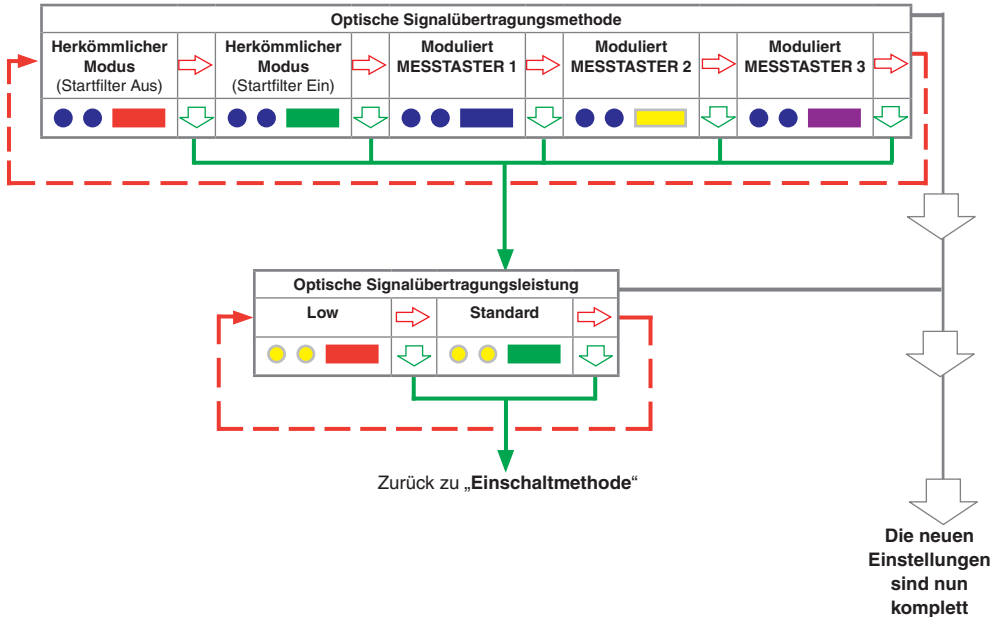 Optische Signalübertragungsmethode
Herkömmlicher
Modus
(Startfilter Aus)
Herkömmlicher
Modus
(Startfilter Ein)
Moduliert
MESSTASTER 1
Moduliert
MESSTASTER 2
Moduliert
MESSTASTER 3
Optische Signalübertragungsleistung
Low
Standard
Zurück zu „Einschaltmethode“
Die neuen
Einstellungen
sind nun
komplett